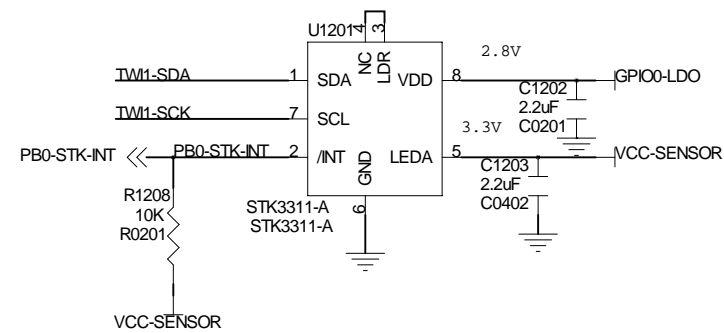 U1201
4
3
NC
LDR
2.8V
TWI1-SDA
1
SDA
VDD
8
GPIO0-LDO
C1202
2.2uF
C0201
TWI1-SCK
7
SCL
3.3V
PB0-STK-INT
PB0-STK-INT
2
/INT
GND
LEDA
5
VCC-SENSOR
C1203
2.2uF
C0402
R1208
10K
R0201
STK3311-A
6
STK3311-A
VCC-SENSOR